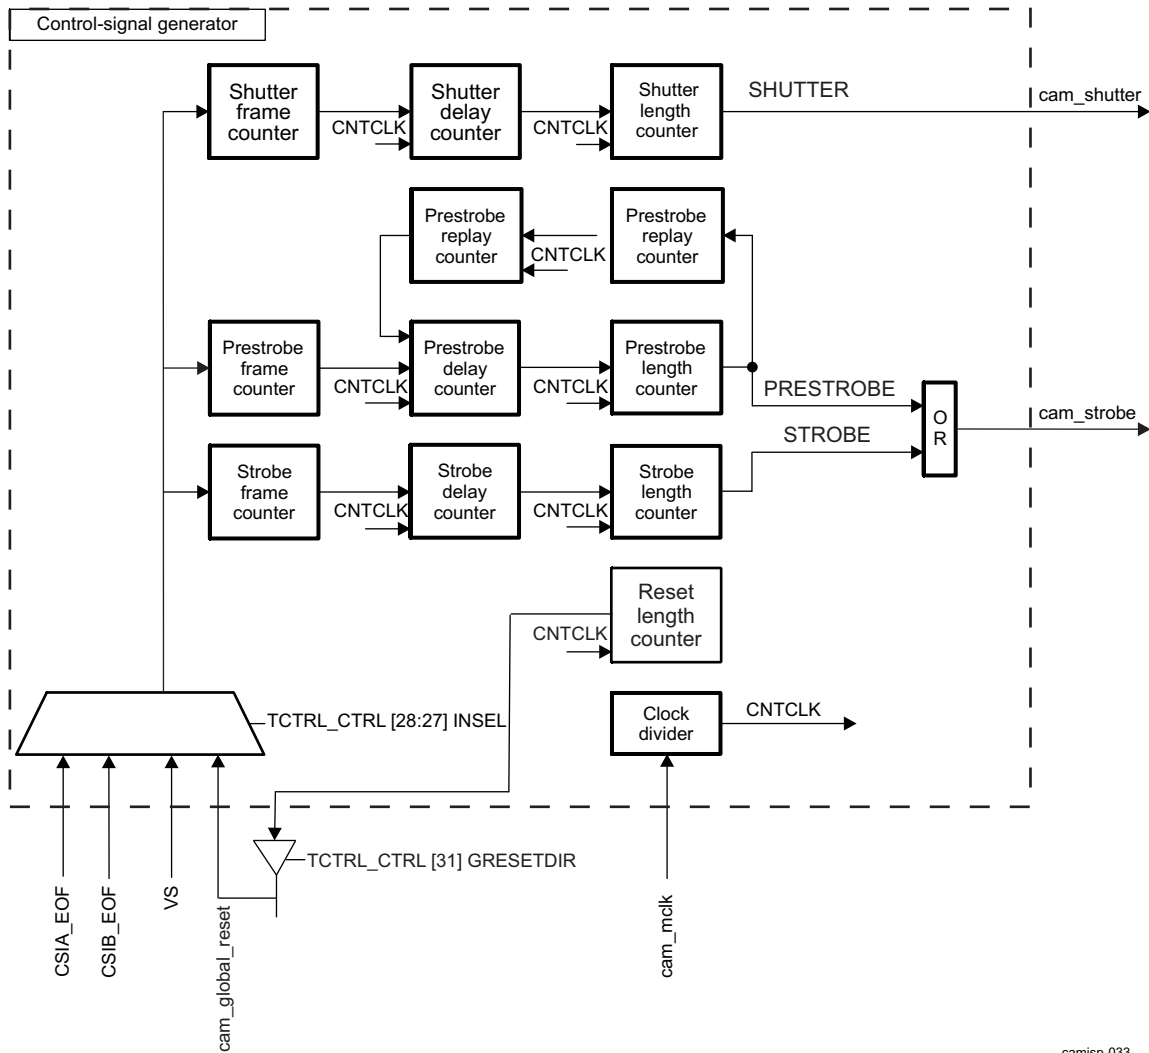 Control-signal generator
Shutter
frame
counter
CNTCLK
Shutter
delay
counter
CNTCLK
Shutter
length
counter
SHUTTER
cam_shutter
Prestrobe
replay
counter
CNTCLK
Prestrobe
replay
counter
Prestrobe
frame
counter
CNTCLK
Prestrobe
delay
counter
CNTCLK
Prestrobe
length
counter
PRESTROBE
STROBE
O
R
cam_strobe
Strobe
frame
counter
CNTCLK
Strobe
delay
counter
CNTCLK
Strobe
length
counter
Reset
length
counter
CNTCLK
TCTRL_CTRL [28:27] INSEL
Clock
divider
CNTCLK
TCTRL_CTRL [31] GRESETDIR
CSIA_EOF
CSIB_EOF
VS
cam_global_reset
cam_mclk
camisp-033